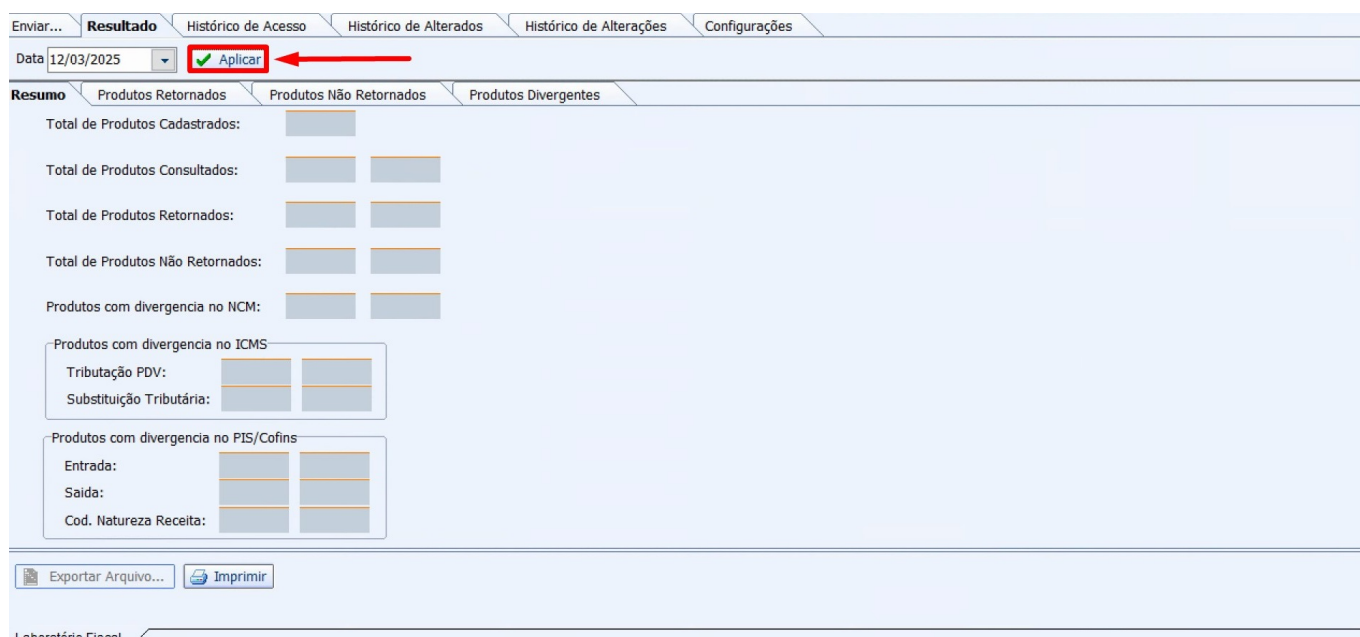 Enviar... Resultado Histórico de Acesso Histórico de Alterados Histórico de Alterações Configurações
Data 12/03/2025 Aplicar
Resumo Produtos Retornados Produtos Não Retornados Produtos Divergentes
Total de Produtos Cadastrados:
Total de Produtos Consultados:
Total de Produtos Retornados:
Total de Produtos Não Retornados:
Produtos com divergencia no NCM:
Produtos com divergencia no ICMS
Tributação PDV:
Substituição Tributária:
Produtos com divergencia no PIS/Cofins
Entrada:
Saida:
Cod. Natureza Receita:
Exportar Arquivo... Imprimir
Laboratório Fiscal